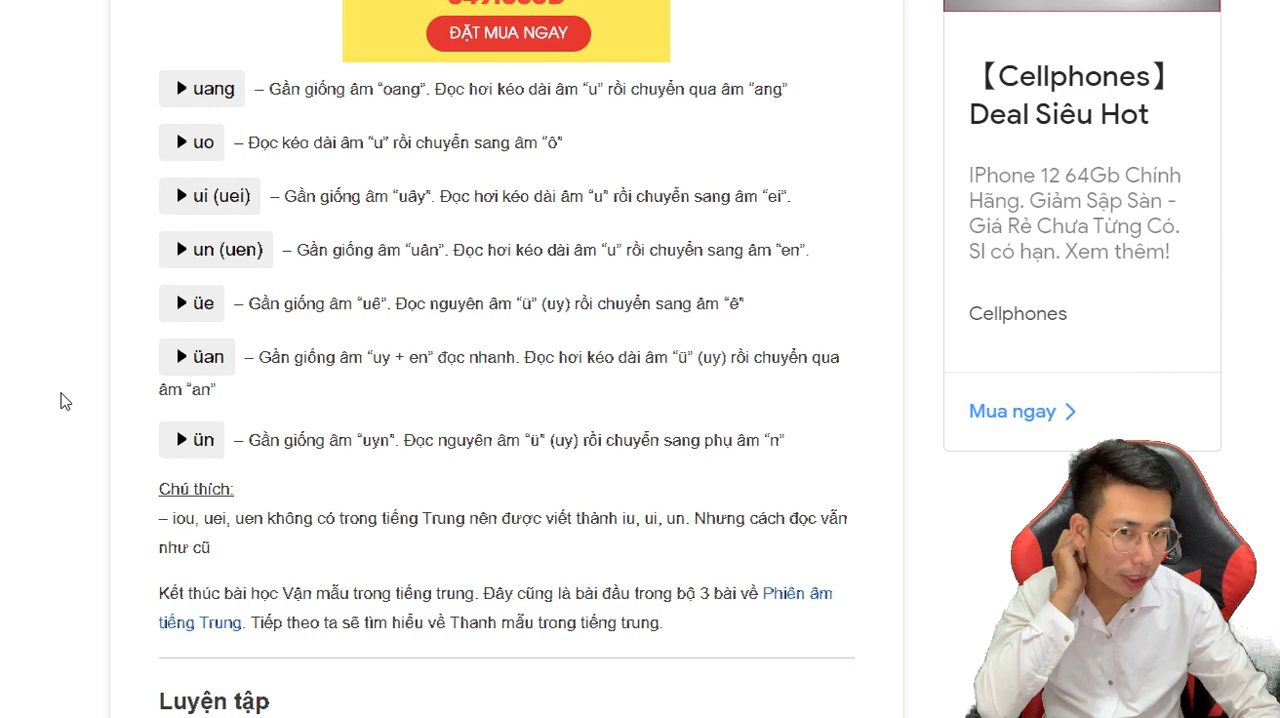 ĐẶT MUA NGAY
uang – Gần giống âm “oang”. Đọc hơi kéo dài âm “u” rồi chuyển qua âm “ang”
uo – Đọc kéo dài âm “u” rồi chuyển sang âm “ô”
ui (uei) – Gần giống âm “uây”. Đọc hơi kéo dài âm “u” rồi chuyển sang âm “ei”.
un (uen) – Gần giống âm “uân”. Đọc hơi kéo dài âm “u” rồi chuyển sang âm “en”.
üe – Gần giống âm “uê”. Đọc nguyên âm “ü” (uy) rồi chuyển sang âm “ê”
üan – Gần giống âm “uy + en” đọc nhanh. Đọc hơi kéo dài âm “ü” (uy) rồi chuyển qua
âm “an”
ün – Gần giống âm “uyn”. Đọc nguyên âm “ü” (uy) rồi chuyển sang phụ âm “n”
Chú thích:
– iou, uei, uen không có trong tiếng Trung nên được viết thành iu, ui, un. Nhưng cách đọc vẫn
như cũ
Kết thúc bài học Vận mẫu trong tiếng trung. Đây cũng là bài đầu trong bộ 3 bài về Phiên âm
tiếng Trung. Tiếp theo ta sẽ tìm hiểu về Thanh mẫu trong tiếng trung.
Luyện tập
【Cellphones】
Deal Siêu Hot
IPhone 12 64Gb Chính
Hãng. Giảm Sập Sàn -
Giá Rẻ Chưa Từng Có.
Sl có hạn. Xem thêm!
Cellphones
Mua ngay